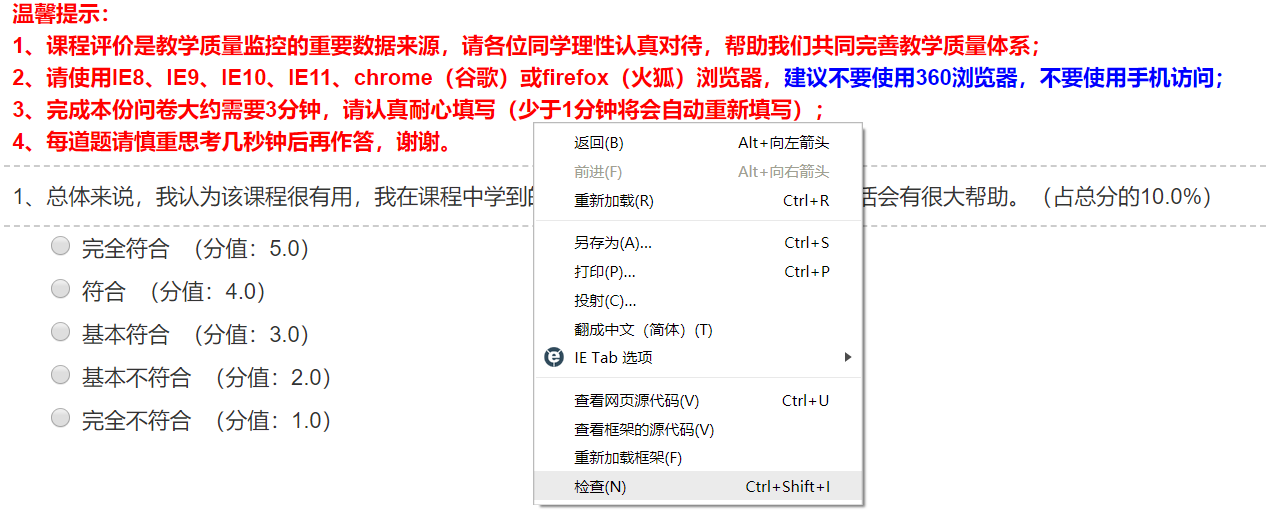 温馨提示：
1、课程评价是教学质量监控的重要数据来源，请各位同学理性认真对待，帮助我们共同完善教学质量体系；
2、请使用IE8、IE9、IE10、IE11、chrome（谷歌）或firefox（火狐）浏览器，建议不要使用360浏览器，不要使用手机访问；
3、完成本份问卷大约需要3分钟，请认真耐心填写（少于1分钟将会自动重新填写）；
4、每道题请慎重思考几秒钟后再作答，谢谢。
1、总体来说，我认为该课程很有用，我在课程中学到 会有很大帮助。（占总分的10.0%）
完全符合 （分值：5.0）
符合 （分值：4.0）
基本符合 （分值：3.0）
基本不符合 （分值：2.0）
完全不符合 （分值：1.0）
返回(B) Alt+向左箭头
前进(F) Alt+向右箭头
重新加载(R) Ctrl+R
另存为(A)... Ctrl+S
打印(P)... Ctrl+P
投射(C)...
翻成中文（简体）(T)
IE Tab 选项
查看网页源代码(V) Ctrl+U
查看框架的源代码(V)
重新加载框架(F)
检查(N) Ctrl+Shift+I